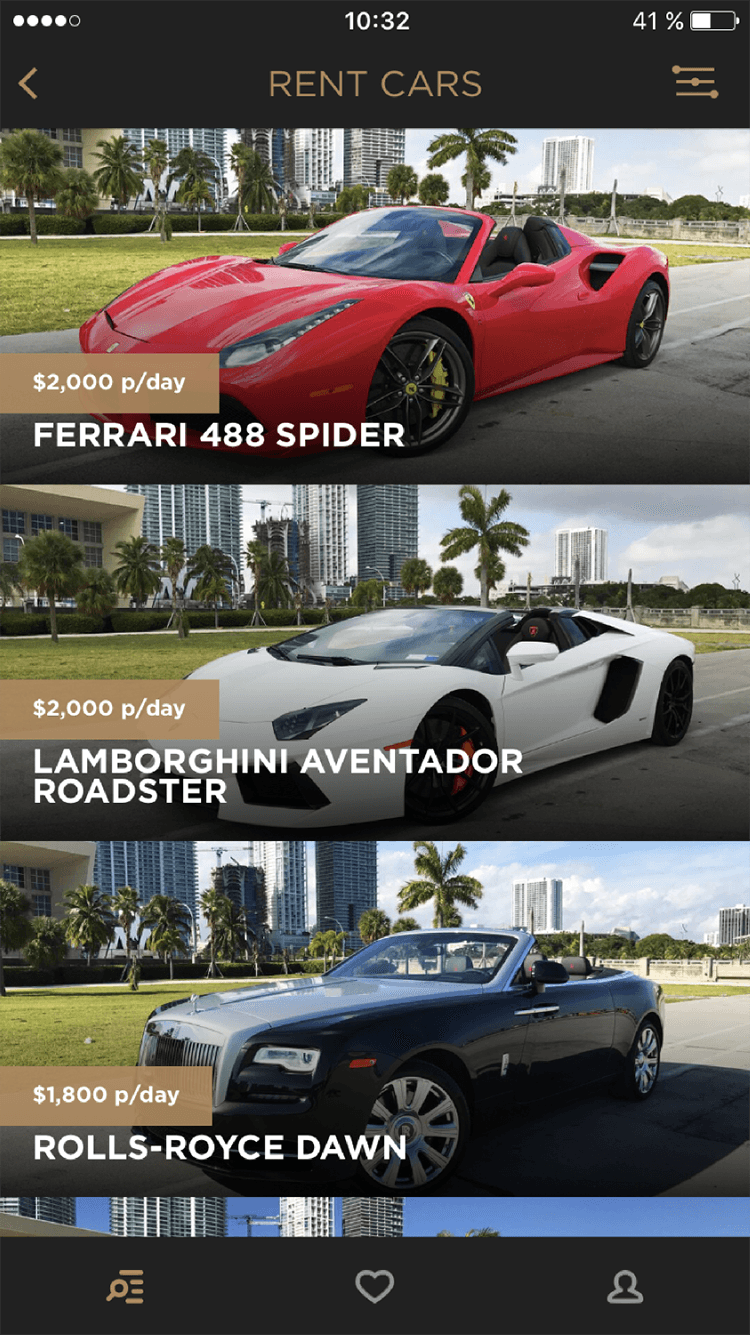 10:32
41 %
RENT CARS
$2,000 p/day
FERRARI 488 SPIDER
$2,000 p/day
LAMBORGHINI AVENTADOR
ROADSTER
$1,800 p/day
ROLLS-ROYCE DAWN